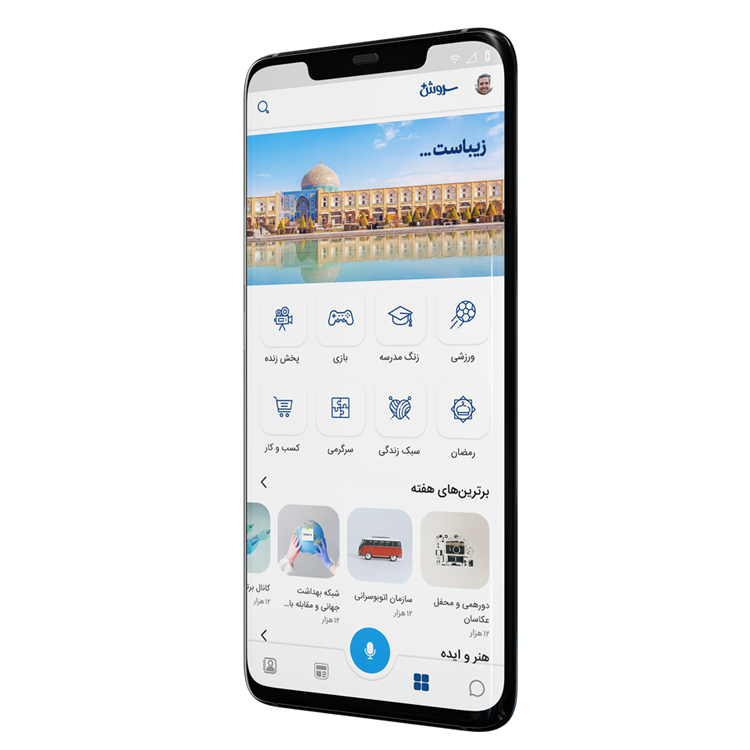 سروش+
زیباست...
ورزشی
زنگ مدرسه
بازی
پخش زنده
رمضان
سبک زندگی
سرگرمی
کسب و کار
برترین‌های هفته
دورهمی و محفل
عکاسان
۱۲ هزار
سازمان اتوبوسرانی
۱۲ هزار
شبکه بهداشت
جهانی و مقابله با...
۱۲ هزار
کانال
۱۲ هزار
هنر و ایده